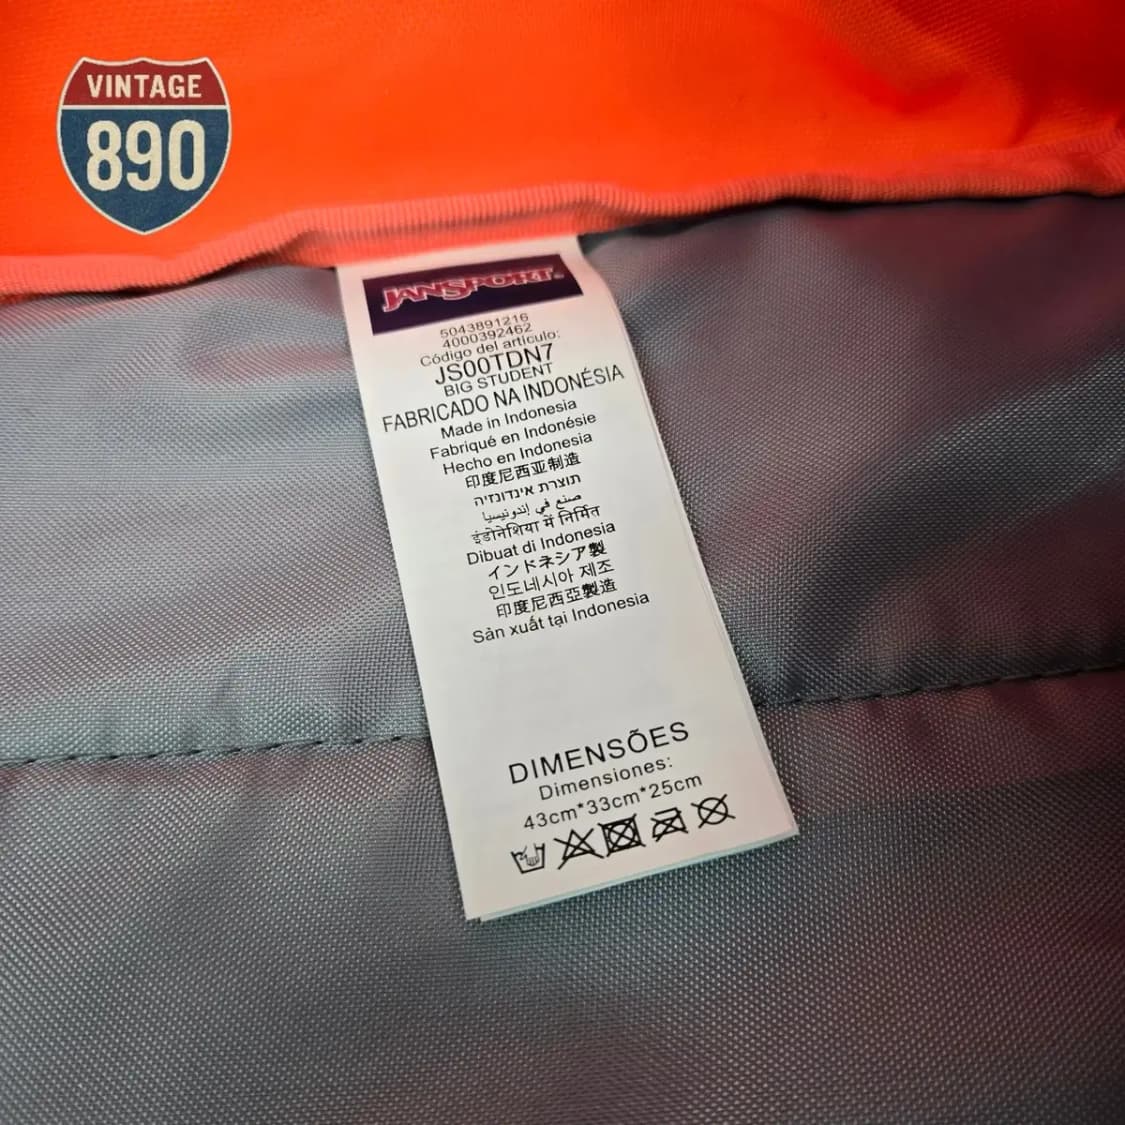 VINTAGE
890
JANSPORT
5043891216
4000392462
Código del artículo:
JS00TDN7
BIG STUDENT
FABRICADO NA INDONÉSIA
Made in Indonesia
Fabriqué en Indonésie
Hecho en Indonesia
印度尼西亚制造
תוצרת אינדונזיה
صنع في إندونيسيا
इंडोनेशिया में निर्मित
Dibuat di Indonesia
インドネシア製
인도네시아 제조
印度尼西亞製造
Sản xuất tại Indonesia
DIMENSÕES
Dimensiones:
43cm*33cm*25cm